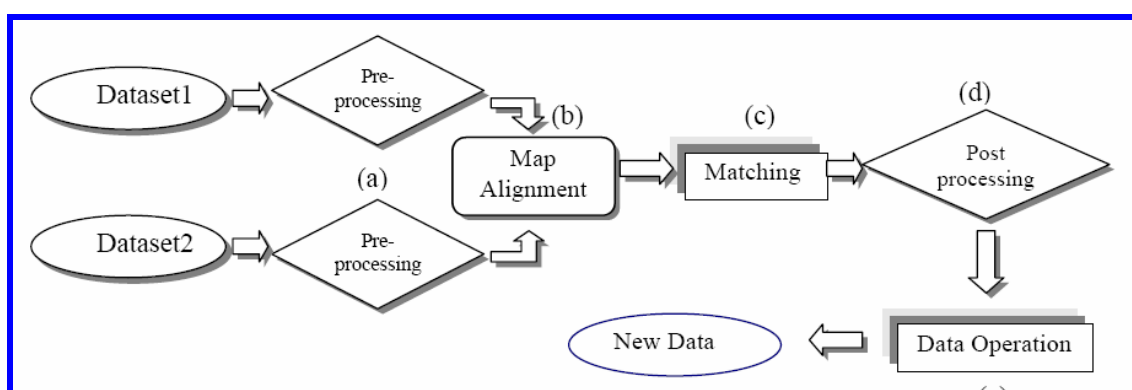 Dataset1
Pre-
processing
(b)
Map
Alignment
(c)
Matching
(d)
Post
processing
(a)
Dataset2
Pre-
processing
New Data
Data Operation